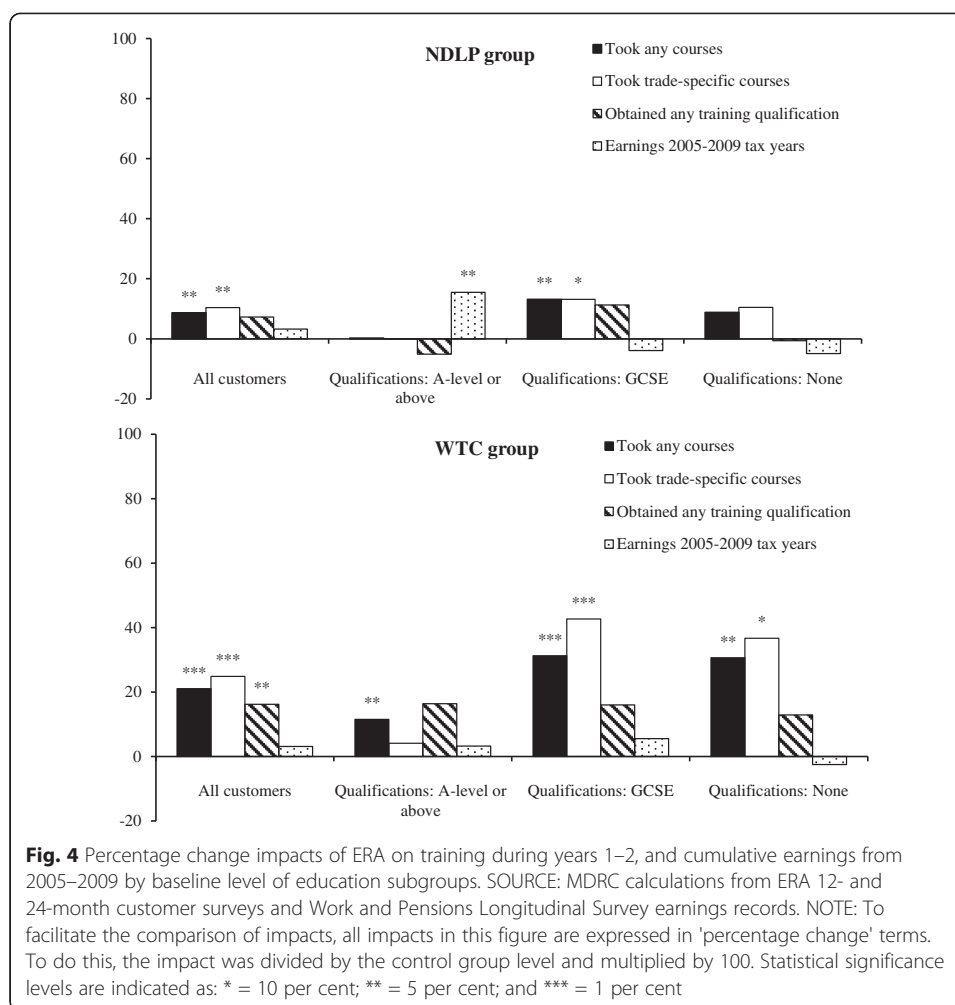 100
80
60
40
20
0
-20
NDLP group
Took any courses
Took trade-specific courses
Obtained any training qualification
Earnings 2005-2009 tax years
** ** ** ** *
All customers Qualifications: A-level or above Qualifications: GCSE Qualifications: None
100
80
60
40
20
0
-20
WTC group
Took any courses
Took trade-specific courses
Obtained any training qualification
Earnings 2005-2009 tax years
*** *** ** ** *** *** ** *
All customers Qualifications: A-level or above Qualifications: GCSE Qualifications: None
Fig. 4 Percentage change impacts of ERA on training during years 1–2, and cumulative earnings from
2005–2009 by baseline level of education subgroups. SOURCE: MDRC calculations from ERA 12- and
24-month customer surveys and Work and Pensions Longitudinal Survey earnings records. NOTE: To
facilitate the comparison of impacts, all impacts in this figure are expressed in 'percentage change' terms.
To do this, the impact was divided by the control group level and multiplied by 100. Statistical significance
levels are indicated as: * = 10 per cent; ** = 5 per cent; and *** = 1 per cent